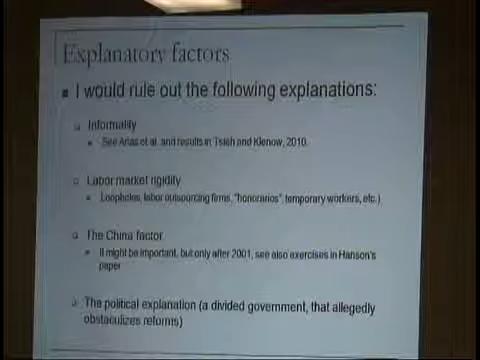 Explanatory factors
I would rule out the following explanations:
Informality
See Arias et al. and results in Tsieh and Klenow, 2010.
Labor market rigidity
Loopholes, labor outsourcing firms, "honorarios", temporary workers, etc.)
The China factor
It might be important, but only after 2001, see also exercises in Hanson's
paper
The political explanation (a divided government, that allegedly
obstaculizes reforms)